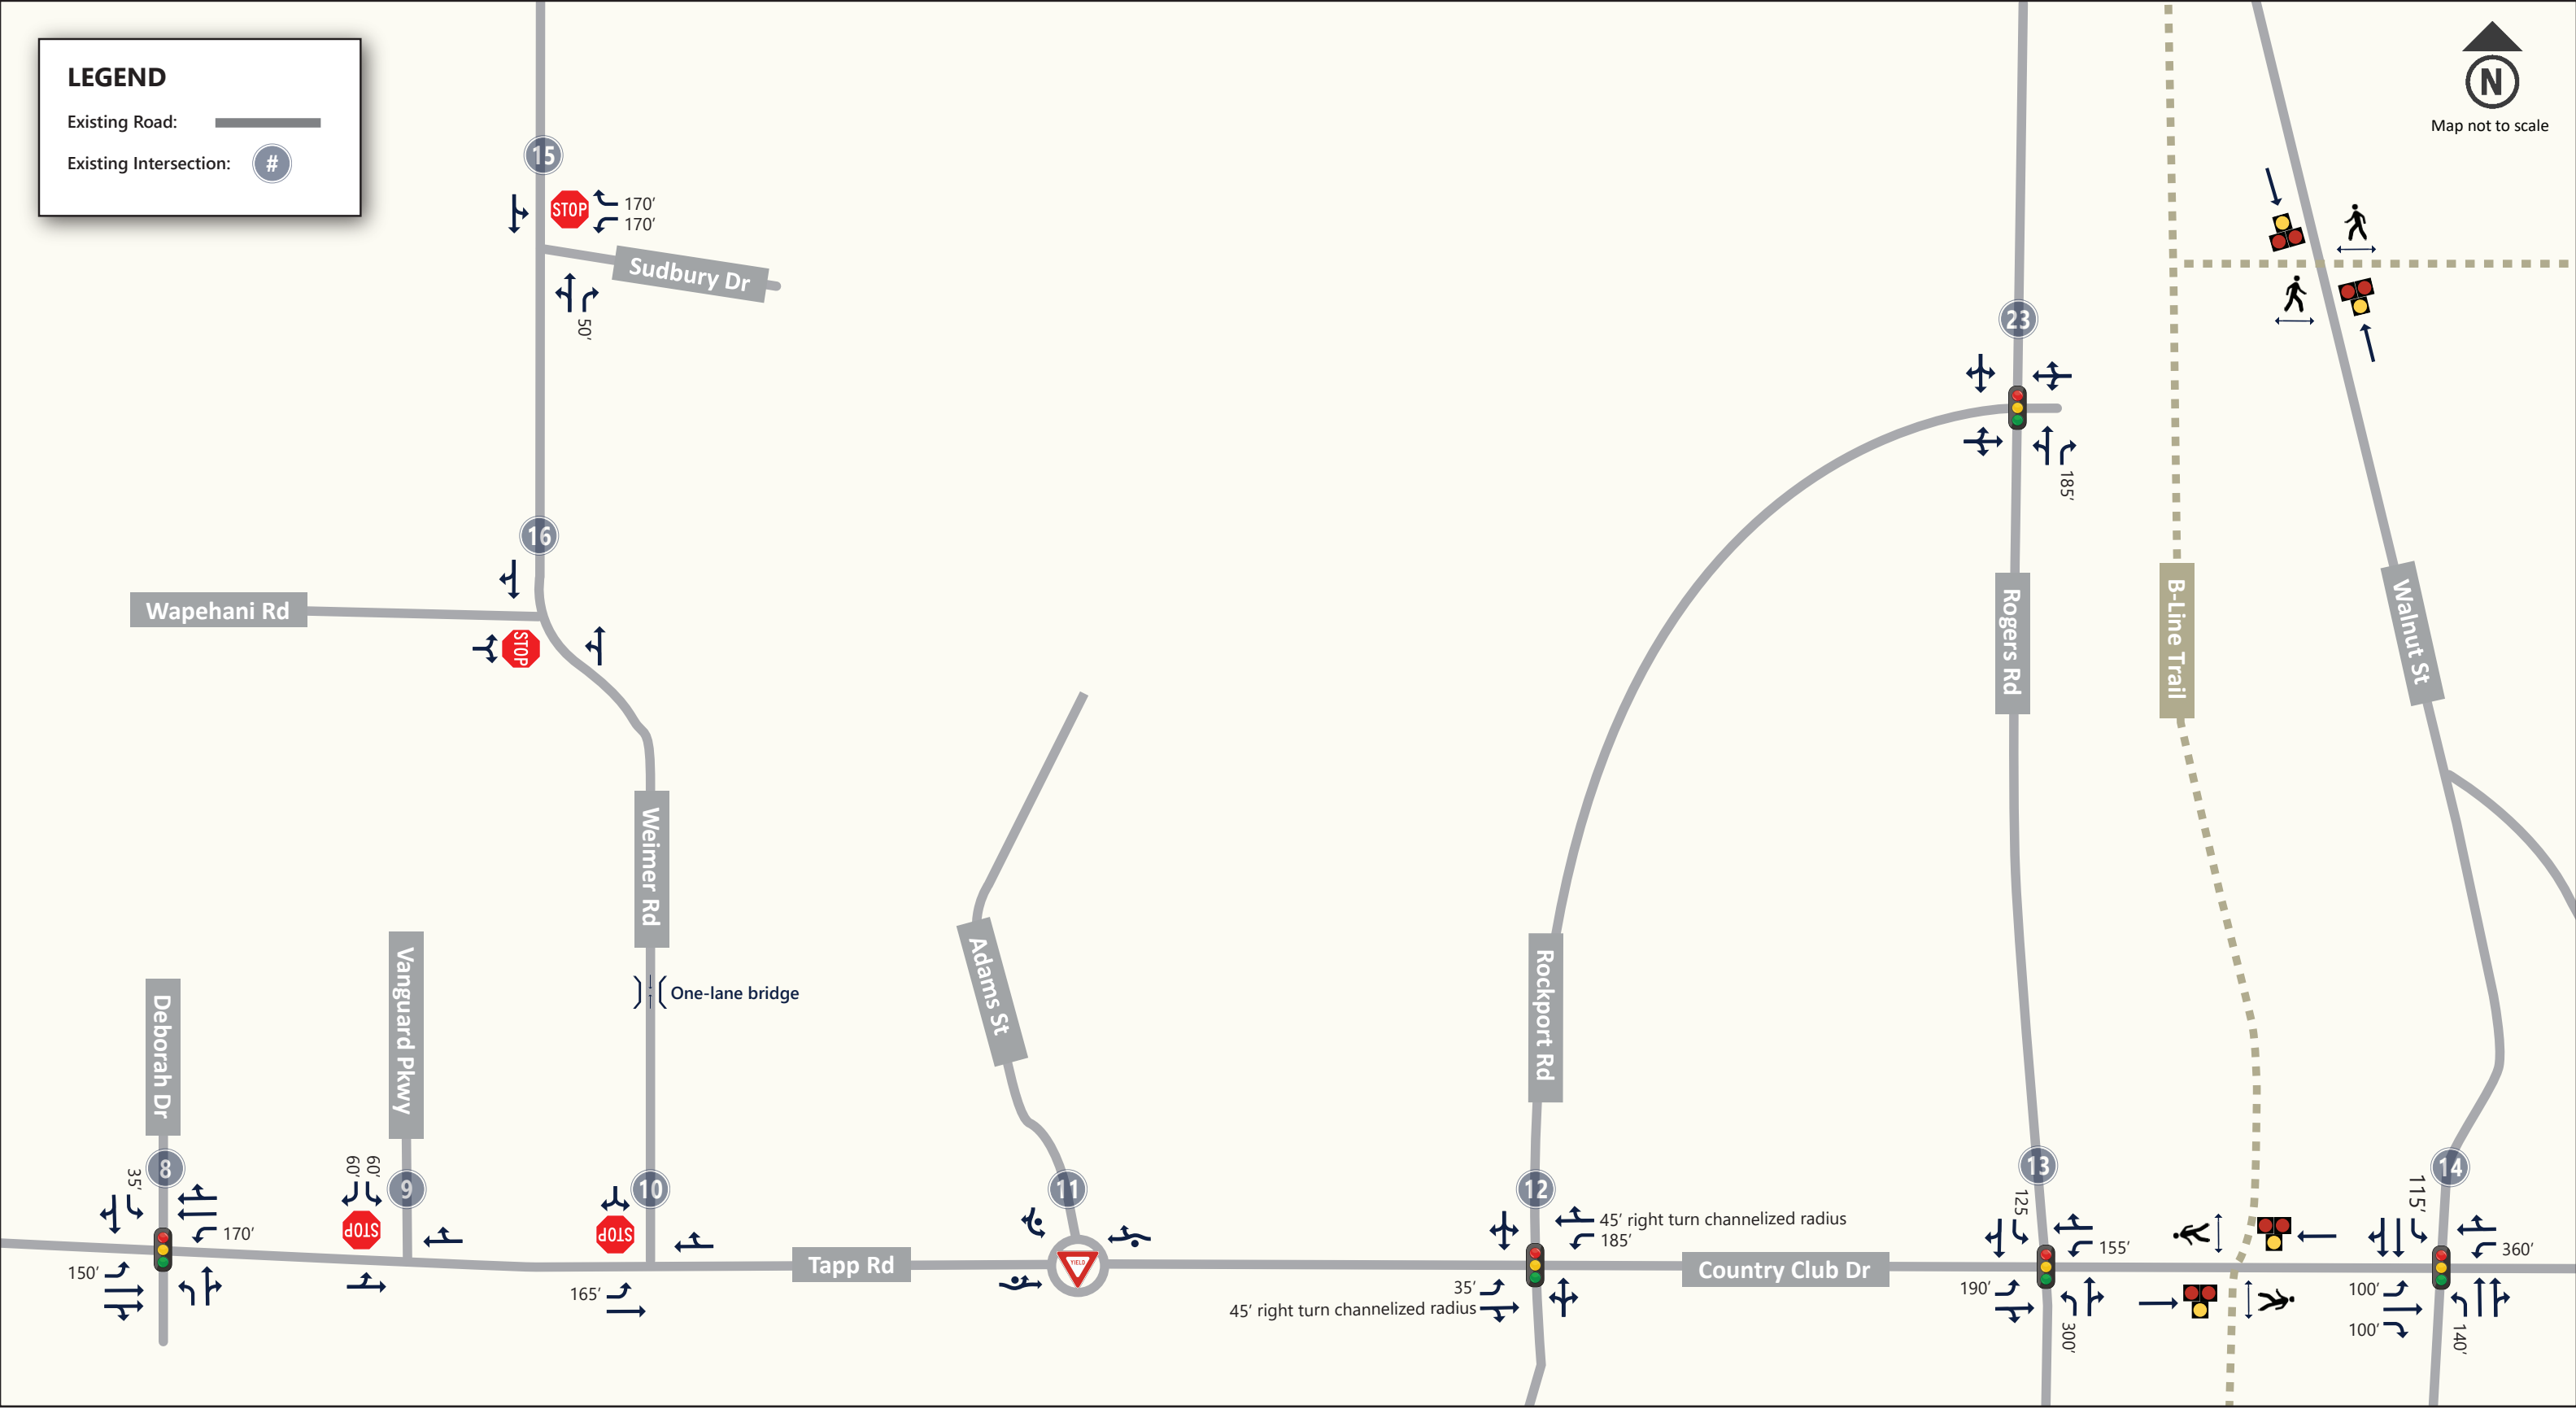 LEGEND
Existing Road:
Existing Intersection: #
N
Map not to scale
15
STOP
170'
170'
Sudbury Dr
50'
23
185'
16
Wapehani Rd
STOP
Rogers Rd
B-Line Trail
Walnut St
Weimer Rd
One-lane bridge
Adams St
Rockport Rd
Vanguard Pkwy
Deborah Dr
8
35'
170'
150'
60'
60'
9
STOP
10
STOP
165'
Tapp Rd
11
YIELD
12
45' right turn channelized radius
185'
35'
45' right turn channelized radius
Country Club Dr
13
125
155'
190'
300'
14
115'
360'
100'
100'
140'